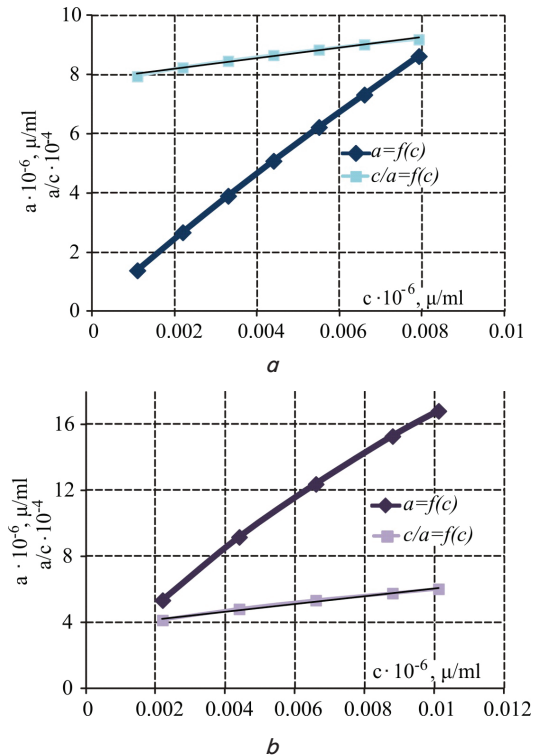 10
8
6
4
2
0
a · 10⁻⁶, μ/ml
a/c · 10⁻⁴
a=f(c)
c/a=f(c)
c · 10⁻⁶, μ/ml
0 0.002 0.004 0.006 0.008 0.01
a
16
12
8
4
0
a · 10⁻⁶, μ/ml
a/c · 10⁻⁴
a=f(c)
c/a=f(c)
c · 10⁻⁶, μ/ml
0 0.002 0.004 0.006 0.008 0.01 0.012
b